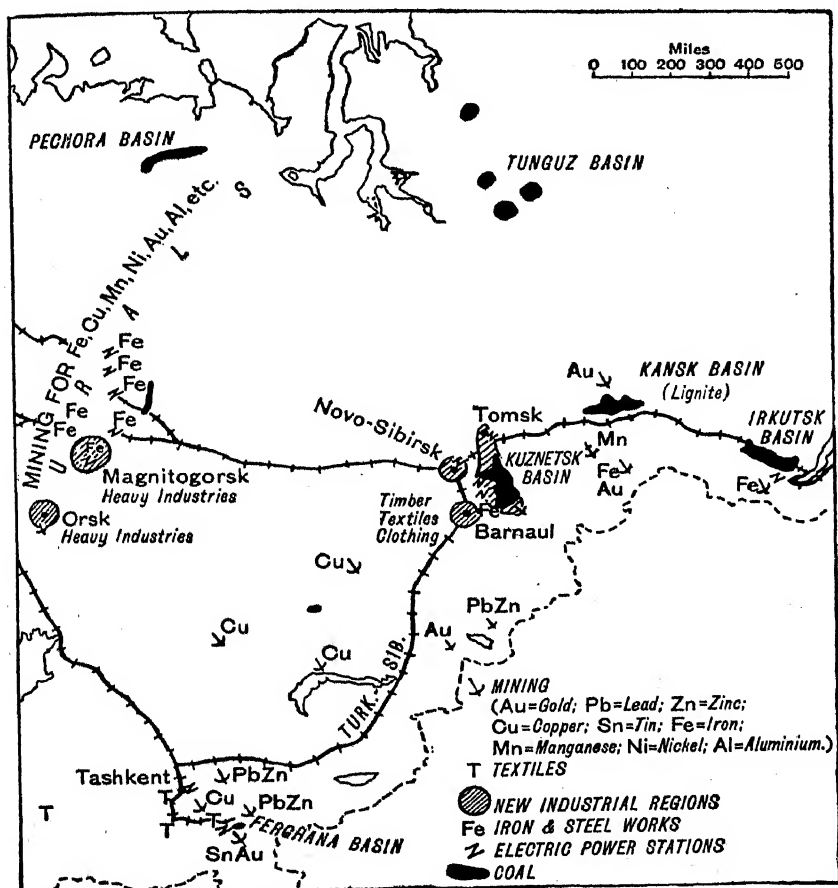 Miles
0 100 200 300 400 500
PECHORA BASIN
TUNGUZ BASIN
MINING FOR Fe, Cu, Mn, Ni, Au, Al, etc.
U R A L S
Fe
Fe
Fe
Fe
Fe
Fe
Magnitogorsk
Heavy Industries
Orsk
Heavy Industries
Novo-Sibirsk
Tomsk
KUZNETSK
BASIN
Fe
Timber
Textiles
Clothing
Barnaul
Au
KANSK BASIN
(Lignite)
Mn
Fe
Au
IRKUTSK
BASIN
Fe
Cu
Cu
Cu
Au
PbZn
TURK.-SIB.
Tashkent
PbZn
T
Cu
PbZn
T
T
T
FERGHANA BASIN
SnAu
MINING
(Au=Gold; Pb=Lead; Zn=Zinc;
Cu=Copper; Sn=Tin; Fe=Iron;
Mn=Manganese; Ni=Nickel; Al=Aluminium.)
T TEXTILES
NEW INDUSTRIAL REGIONS
Fe IRON & STEEL WORKS
ELECTRIC POWER STATIONS
COAL